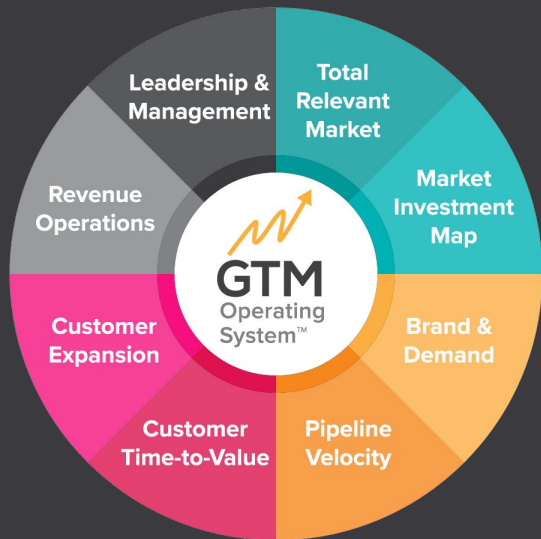 Leadership &
Management
Total
Relevant
Market
Market
Investment
Map
Brand &
Demand
Pipeline
Velocity
Customer
Time-to-Value
Customer
Expansion
Revenue
Operations
GTM
Operating
System™